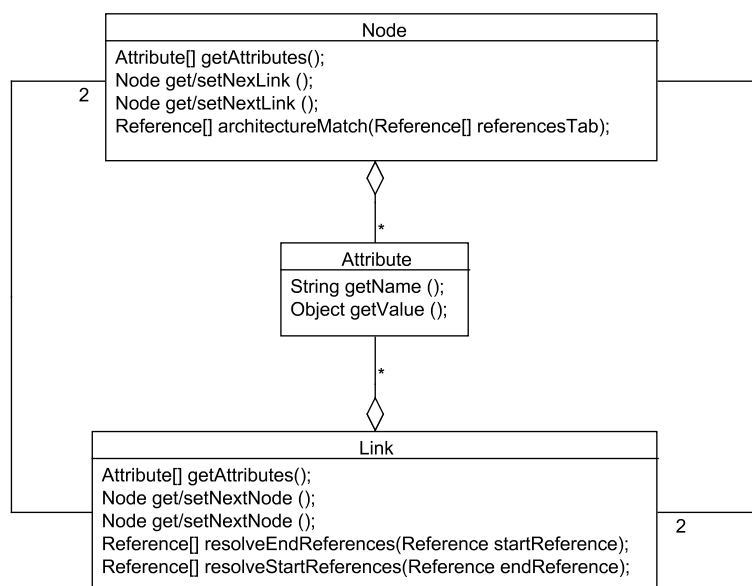 Node
Attribute[] getAttributes();
Node get/setNexLink ();
Node get/setNextLink ();
Reference[] architectureMatch(Reference[] referencesTab);
2
*
Attribute
String getName ();
Object getValue ();
*
Link
Attribute[] getAttributes();
Node get/setNextNode ();
Node get/setNextNode ();
Reference[] resolveEndReferences(Reference startReference);
Reference[] resolveStartReferences(Reference endReference);
2